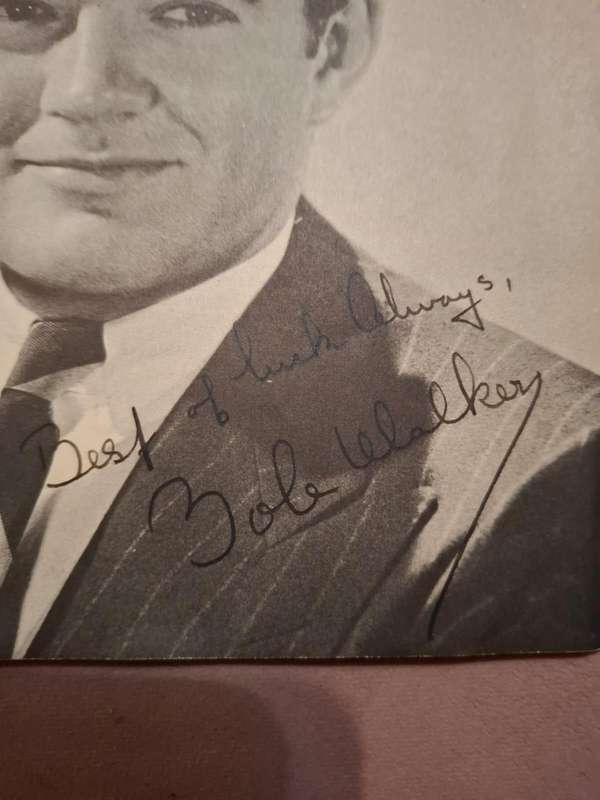 Best of luck Always,
Bob Walker